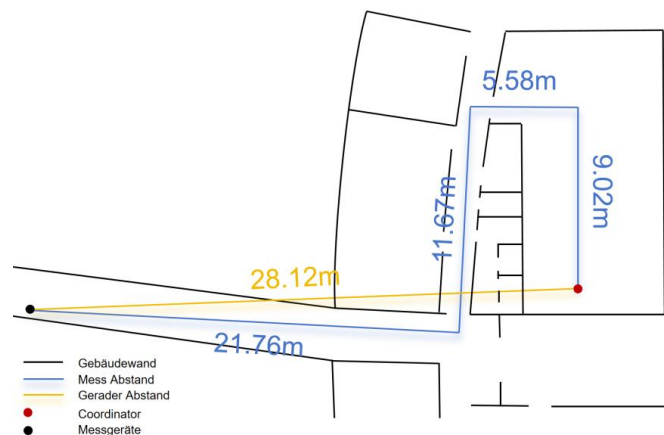 5.58m
9.02m
11.67m
28.12m
21.76m
Gebäudewand
Mess Abstand
Gerader Abstand
Coordinator
Messgeräte